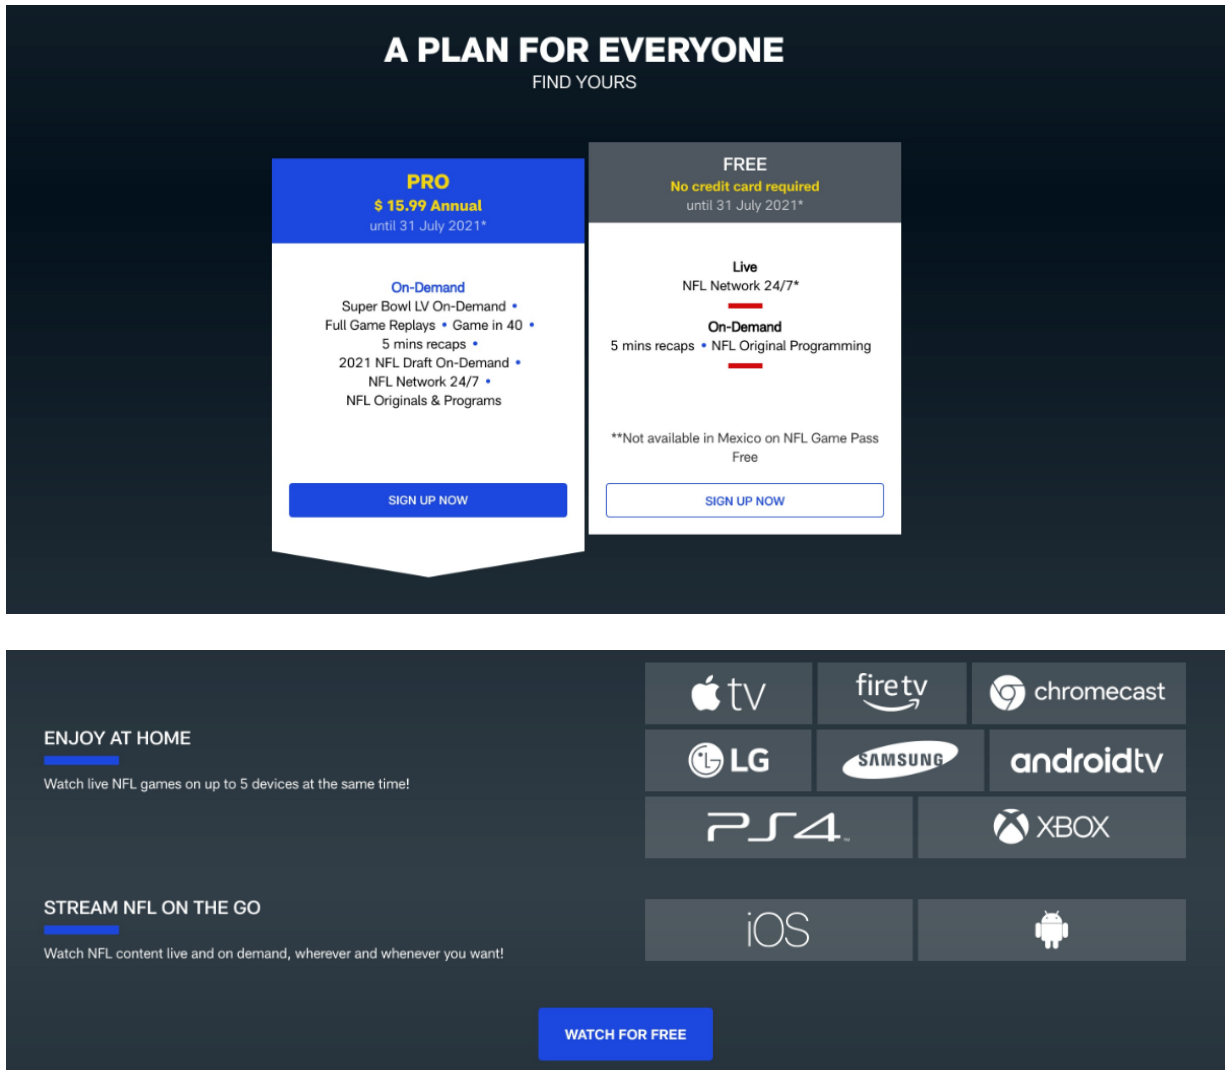 A PLAN FOR EVERYONE
FIND YOURS
PRO
$ 15.99 Annual
until 31 July 2021*
On-Demand
Super Bowl LV On-Demand •
Full Game Replays • Game in 40 •
5 mins recaps •
2021 NFL Draft On-Demand •
NFL Network 24/7 •
NFL Originals & Programs
SIGN UP NOW
FREE
No credit card required
until 31 July 2021*
Live
NFL Network 24/7*
On-Demand
5 mins recaps • NFL Original Programming
**Not available in Mexico on NFL Game Pass
Free
SIGN UP NOW
ENJOY AT HOME
Watch live NFL games on up to 5 devices at the same time!
tv
firetv
chromecast
LG
SAMSUNG
androidtv
PS4™
XBOX
STREAM NFL ON THE GO
Watch NFL content live and on demand, wherever and whenever you want!
iOS
WATCH FOR FREE